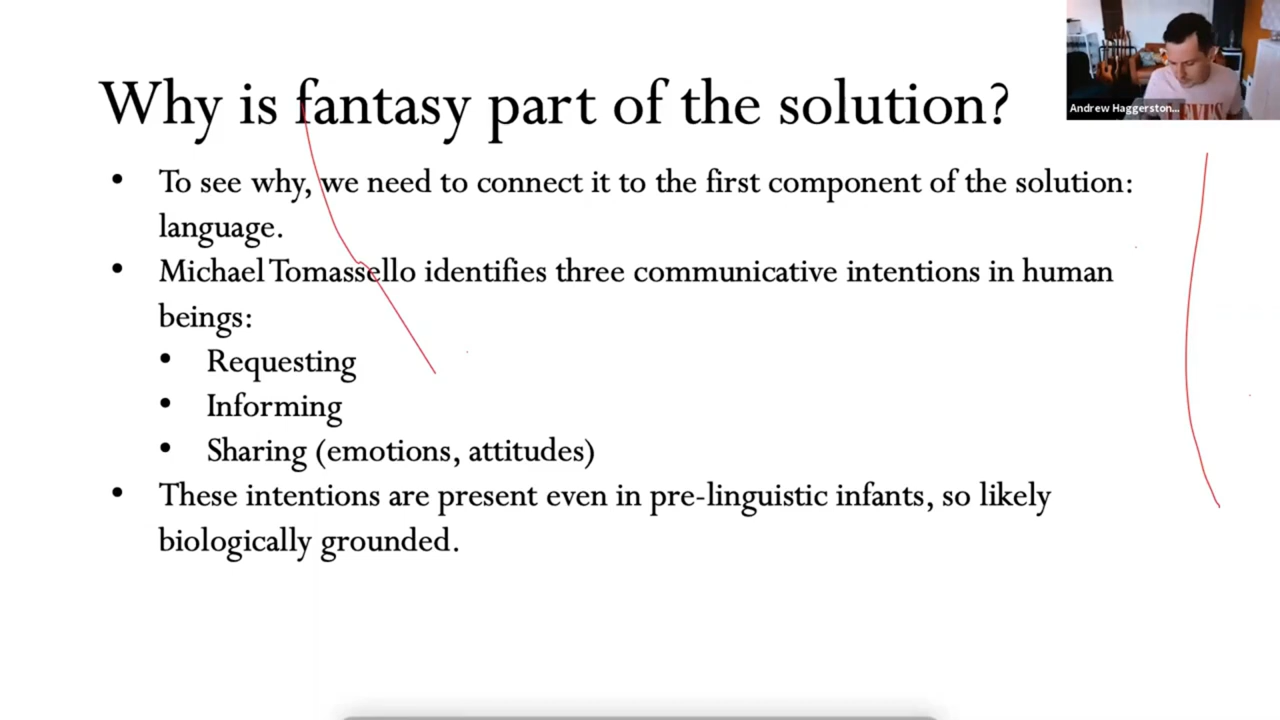 Why is fantasy part of the solution?
Andrew Haggerston...
• To see why, we need to connect it to the first component of the solution:
language.
• Michael Tomassello identifies three communicative intentions in human
beings:
• Requesting
• Informing
• Sharing (emotions, attitudes)
• These intentions are present even in pre-linguistic infants, so likely
biologically grounded.